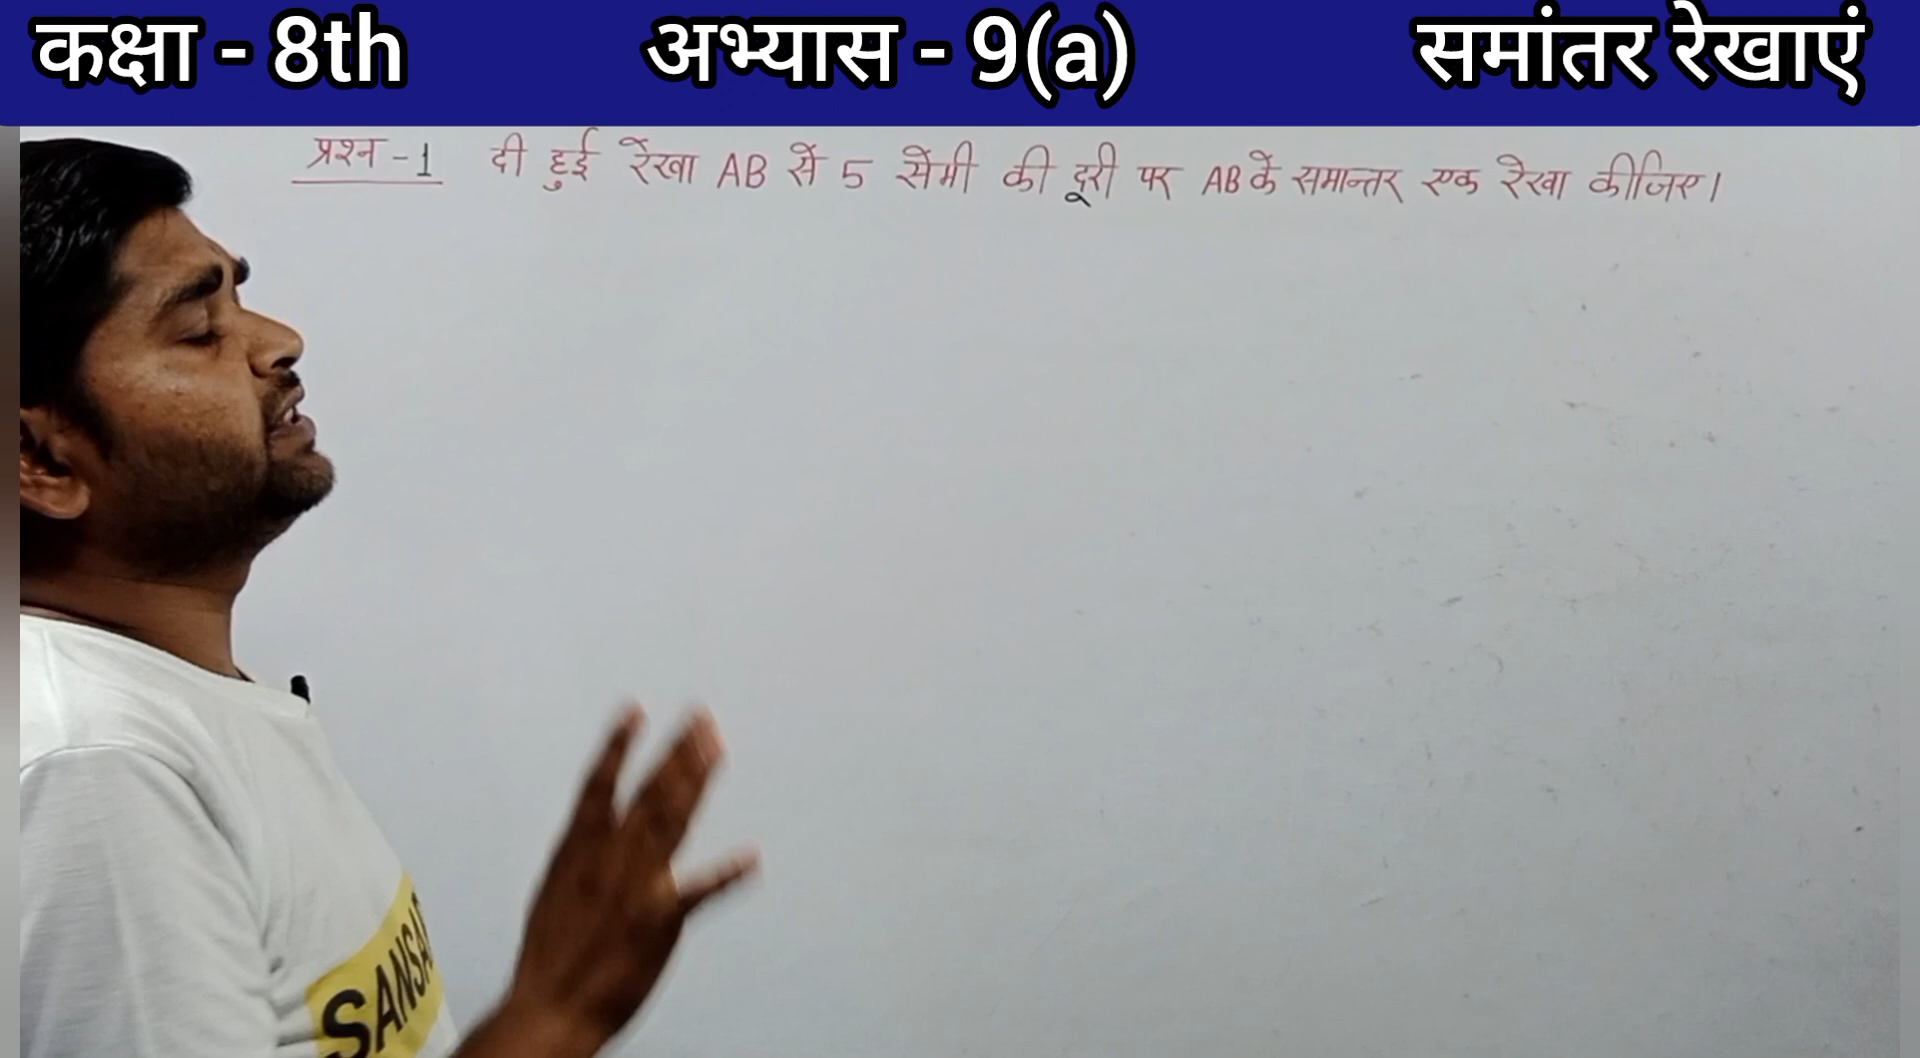 कक्षा - 8th अभ्यास - 9(a) समांतर रेखाएं
प्रश्न -1 दी हुई रेखा AB से 5 सेमी की दूरी पर AB के समान्तर एक रेखा कीजिए।
SANSA